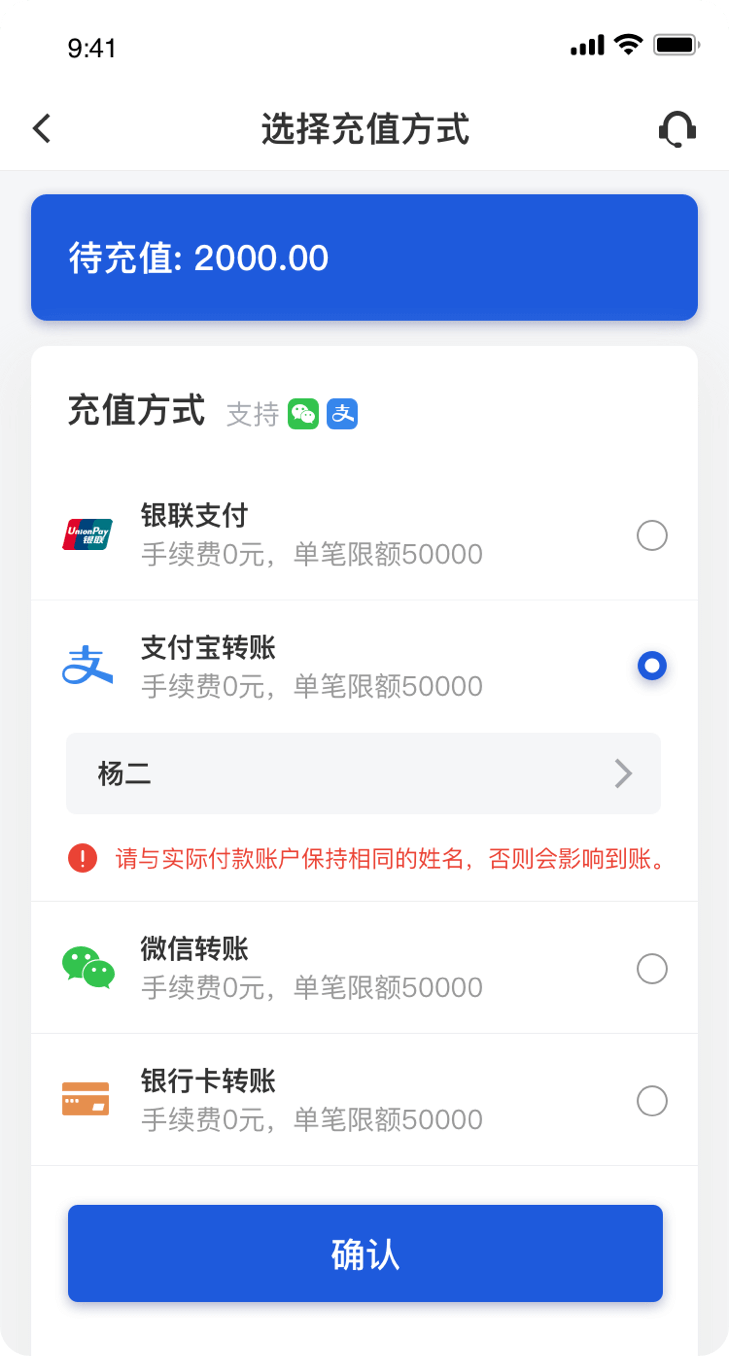 9:41
选择充值方式
待充值: 2000.00
充值方式 支持 支
UnionPay
银联
银联支付
手续费0元，单笔限额50000
支
支付宝转账
手续费0元，单笔限额50000
杨二
请与实际付款账户保持相同的姓名，否则会影响到账。
微信转账
手续费0元，单笔限额50000
银行卡转账
手续费0元，单笔限额50000
确认